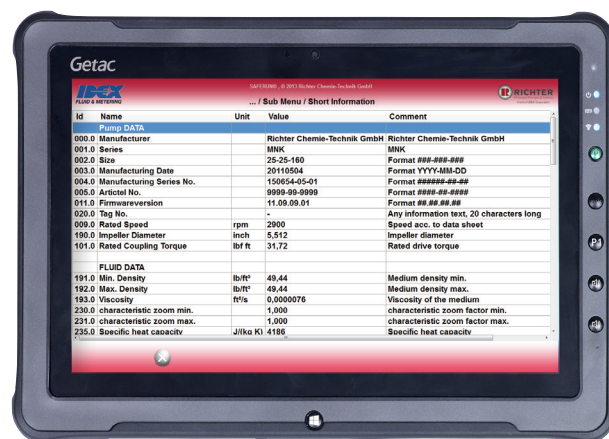 Getac
IDEX
FLUID & METERING
SAFERUN® , © 2013 Richter Chemie-Technik GmbH
... / Sub Menu / Short Information
RICHTER
Id Name Unit Value Comment
Pump DATA
000.0 Manufacturer Richter Chemie-Technik GmbH Richter Chemie-Technik GmbH
001.0 Series MNK MNK
002.0 Size 25-25-160 Format ###-###-###
003.0 Manufacturing Date 20110504 Format YYYY-MM-DD
004.0 Manufacturing Series No. 150654-05-01 Format ######-##-##
005.0 Artictel No. 9999-99-9999 Format ####-##-####
011.0 Firmwareversion 11.09.09.01 Format ##.##.##.##
020.0 Tag No. - Any information text, 20 characters long
009.0 Rated Speed rpm 2900 Speed acc. to data sheet
190.0 Impeller Diameter inch 5,512 Impeller diameter
101.0 Rated Coupling Torque lbf ft 31,72 Rated drive torque
FLUID DATA
191.0 Min. Density lb/ft³ 49,44 Medium density min.
192.0 Max. Density lb/ft³ 49,44 Medium density max.
193.0 Viscosity ft²/s 0,0000076 Viscosity of the medium
230.0 characteristic zoom min. 1,000 characteristic zoom factor min.
231.0 characteristic zoom max. 1,000 characteristic zoom factor max.
235.0 Specific heat capacity J/(kg K) 4186 Specific heat capacity
P1